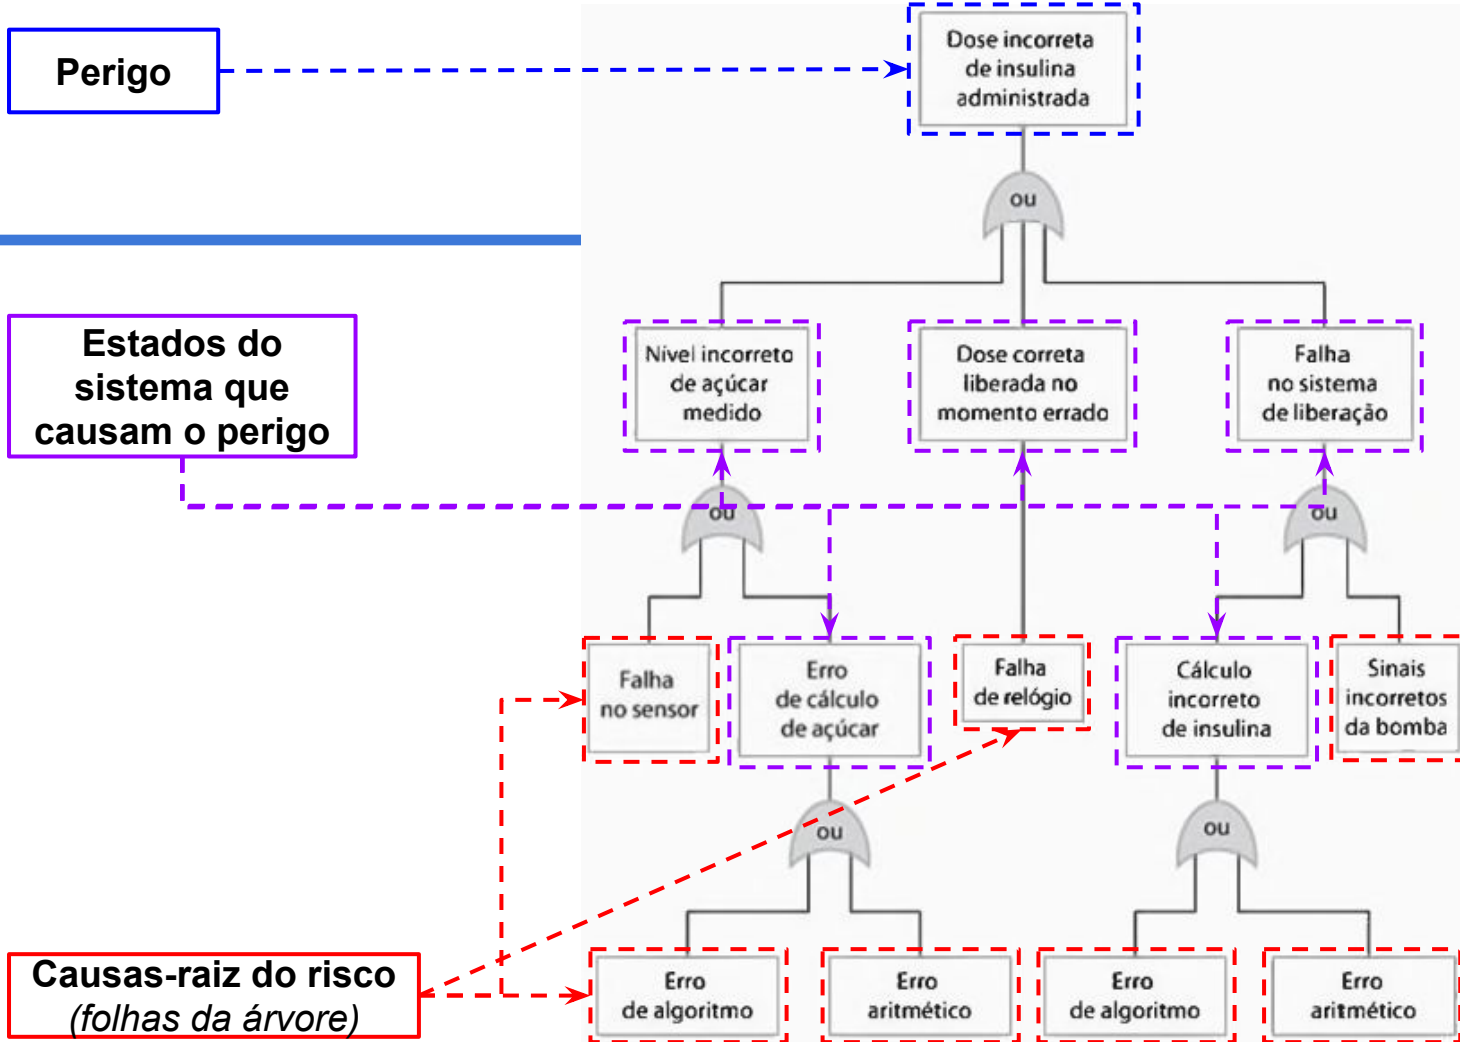 Perigo
Dose incorreta
de insulina
administrada
ou
Estados do
sistema que
causam o perigo
Nível incorreto
de açúcar
medido
Dose correta
liberada no
momento errado
Falha
no sistema
de liberação
ou
ou
Falha
no sensor
Erro
de cálculo
de açúcar
Falha
de relógio
Cálculo
incorreto
de insulina
Sinais
incorretos
da bomba
ou
ou
Causas-raiz do risco
(folhas da árvore)
Erro
de algoritmo
Erro
aritmético
Erro
de algoritmo
Erro
aritmético